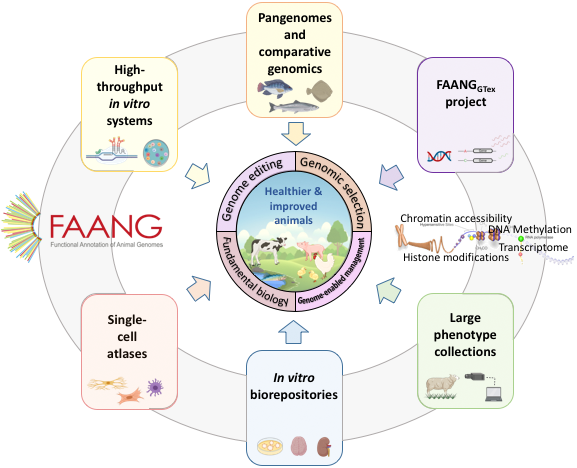 Pangenomes
and
comparative
genomics
High-
throughput
in vitro
systems
FAANGGTex
project
Genome editing
Genomic selection
Healthier &
improved
animals
FAANG
Functional Annotation of Animal Genomes
Chromatin accessibility
DNA Methylation
Transcriptome
Histone modifications
Fundamental biology
Genome-enabled management
Single-
cell
atlases
In vitro
biorepositories
Large
phenotype
collections